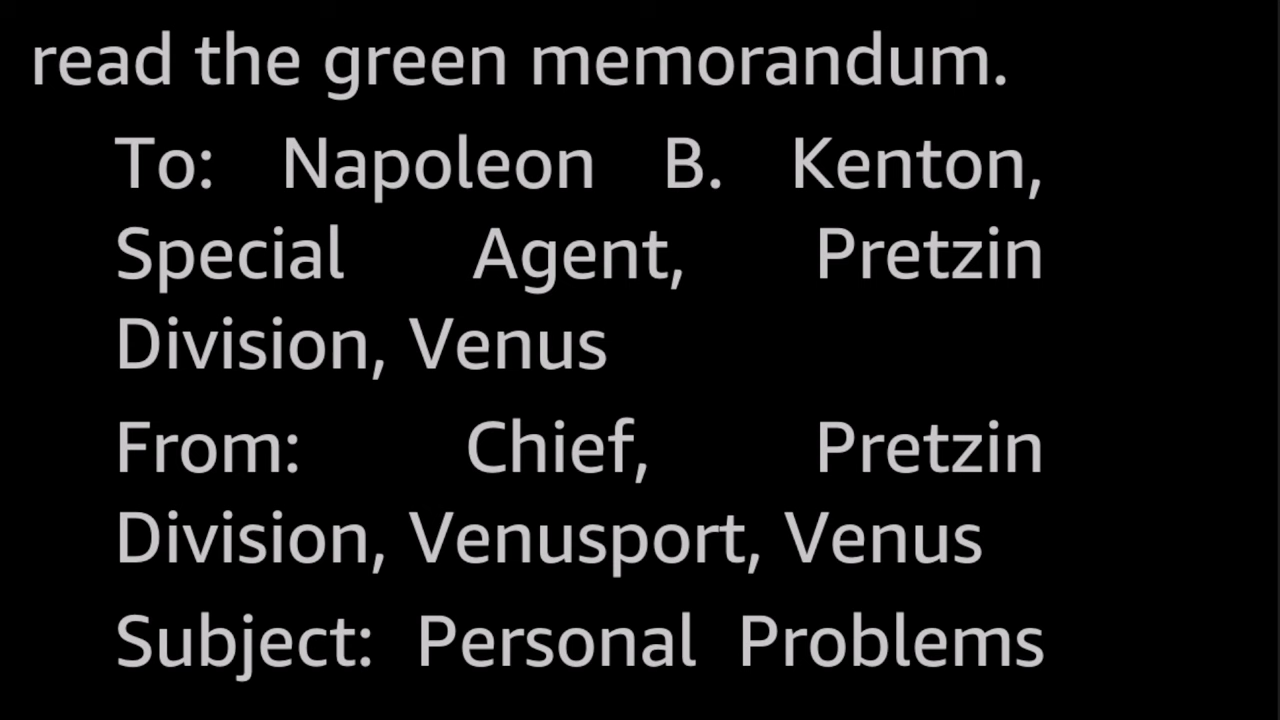 read the green memorandum.
To: Napoleon B. Kenton,
Special Agent, Pretzin
Division, Venus
From: Chief, Pretzin
Division, Venusport, Venus
Subject: Personal Problems